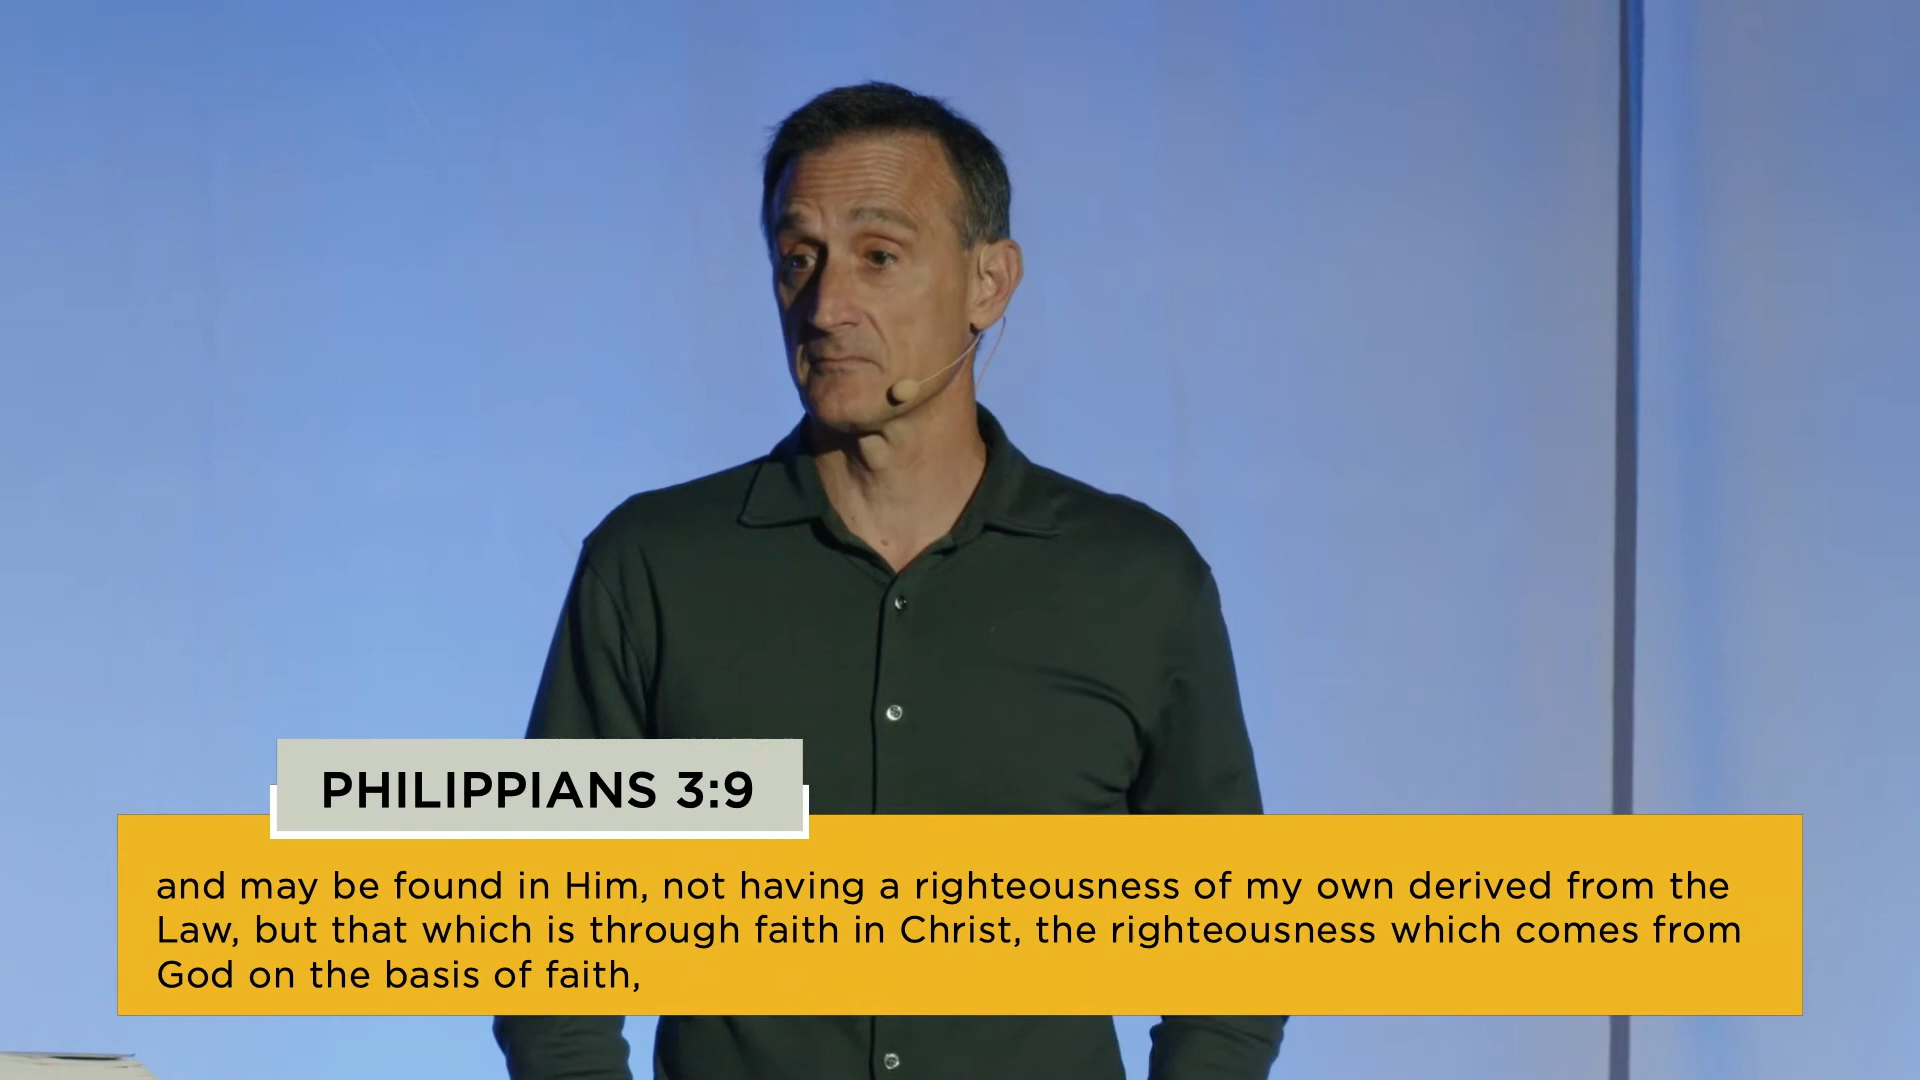 PHILIPPIANS 3:9
and may be found in Him, not having a righteousness of my own derived from the
Law, but that which is through faith in Christ, the righteousness which comes from
God on the basis of faith,